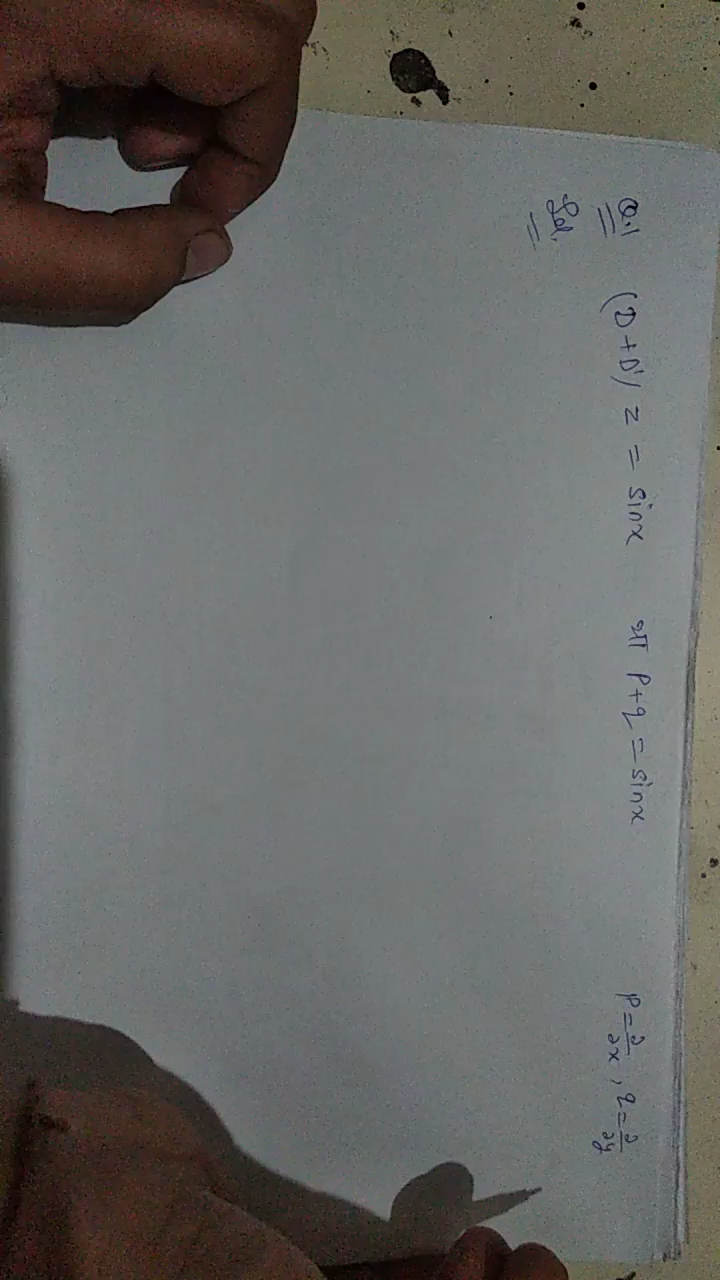 Q.1 (D+D') z = sinx या p+q = sinx p = ∂/∂x , q = ∂/∂y
Sol.